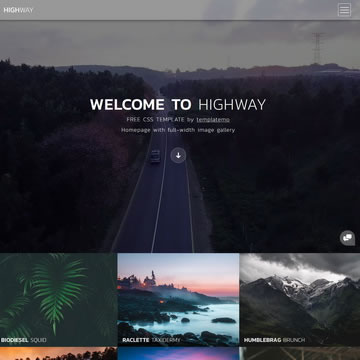 HIGHWAY
WELCOME TO HIGHWAY
FREE CSS TEMPLATE by templatemo
Homepage with full-width image gallery
BIODIESEL SQUID
RACLETTE TAXIDERMY
HUMBLEBRAG BRUNCH